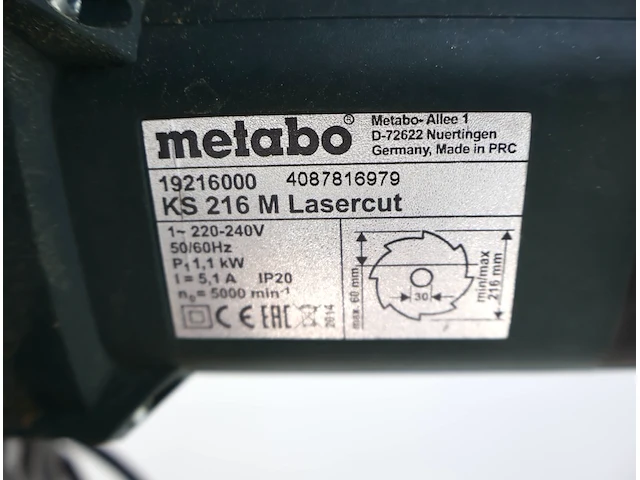 metabo®
Metabo- Allee 1
D-72622 Nuertingen
Germany, Made in PRC
19216000 4087816979
KS 216 M Lasercut
1~ 220-240V
50/60Hz
P₁ 1,1 kW
I = 5,1 A IP20
n₀= 5000 min⁻¹
CE EAC 2014
max. 60 mm
30
min/max
216 mm